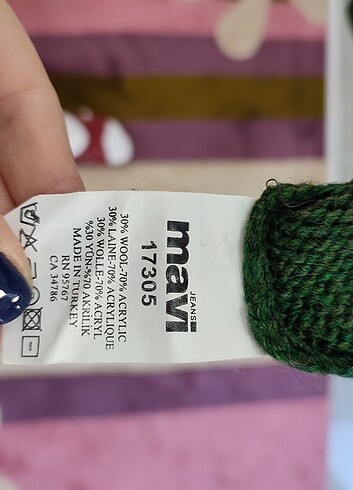 mavi
JEANS
17305
30% WOOL-70% ACRYLIC
30% LAINE-70% ACRYLIQUE
30% WOLLE-70% ACRYL
%30 YÜN-%70 AKRİLİK
MADE IN TURKEY
RN 95767
CA 34786